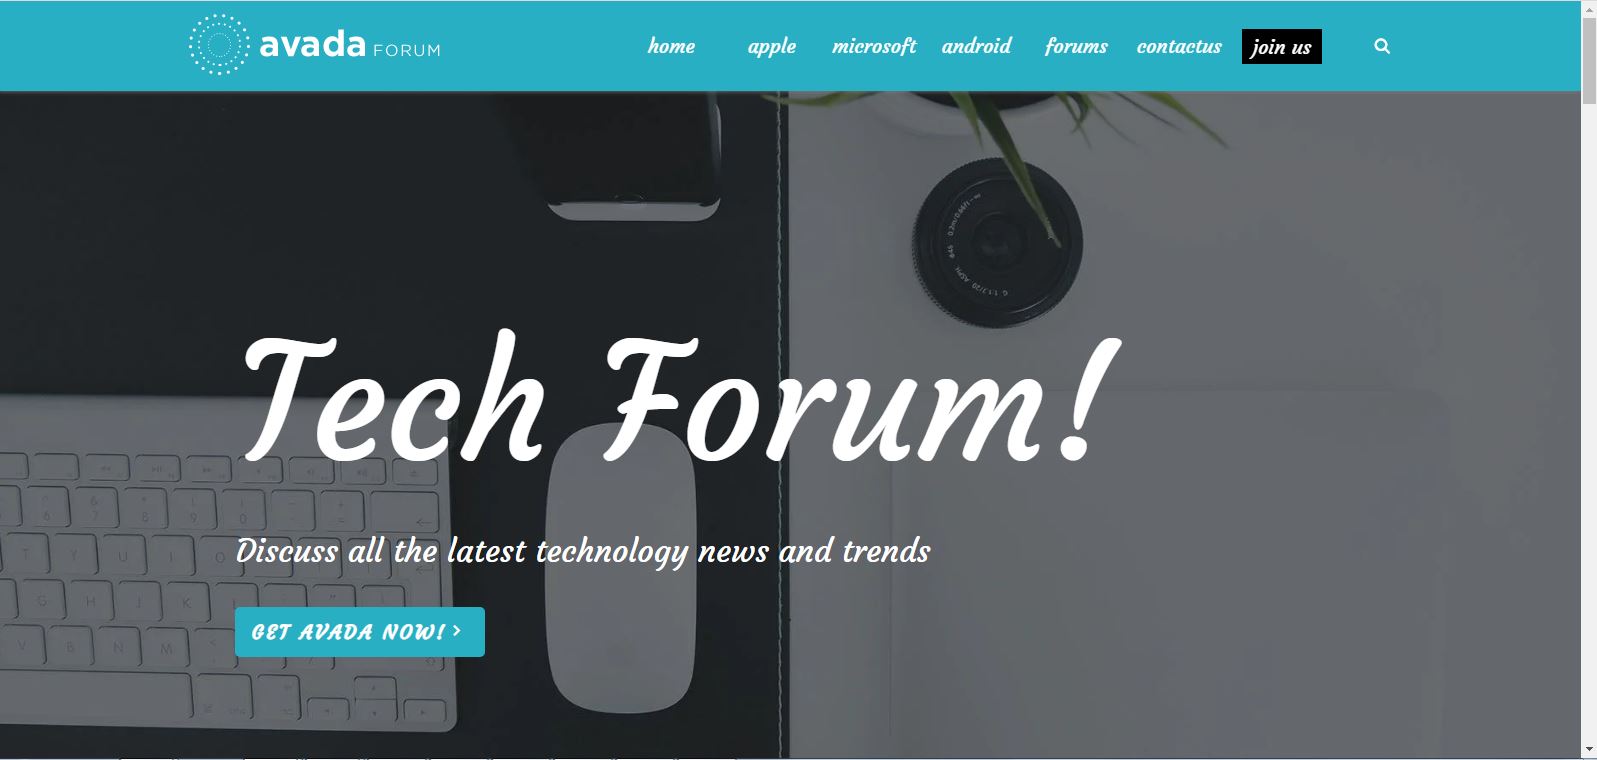 avada FORUM
home apple microsoft android forums contactus join us
Tech Forum!
Discuss all the latest technology news and trends
GET AVADA NOW! >